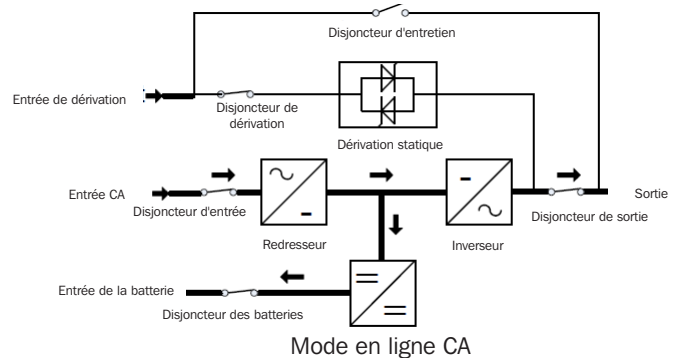 Disjoncteur d'entretien
Entrée de dérivation
Disjoncteur de
dérivation
Dérivation statique
Entrée CA
Sortie
Disjoncteur d'entrée
Disjoncteur de sortie
Redresseur
Inverseur
Entrée de la batterie
Disjoncteur des batteries
Mode en ligne CA